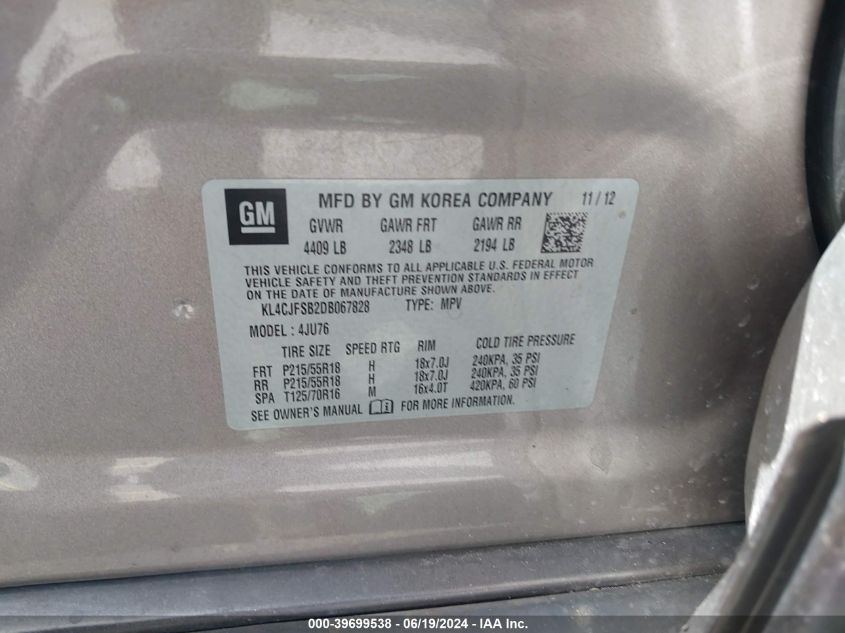 GM
MFD BY GM KOREA COMPANY 11 / 12
GVWR GAWR FRT GAWR RR
4409 LB 2348 LB 2194 LB
THIS VEHICLE CONFORMS TO ALL APPLICABLE U.S. FEDERAL MOTOR
VEHICLE SAFETY AND THEFT PREVENTION STANDARDS IN EFFECT
ON THE DATE OF MANUFACTURE SHOWN ABOVE.
KL4CJFSB2DB067828 TYPE: MPV
MODEL : 4JU76
TIRE SIZE SPEED RTG RIM COLD TIRE PRESSURE
FRT P215/55R18 H 18x7.0J 240KPA, 35 PSI
RR P215/55R18 H 18x7.0J 240KPA, 35 PSI
SPA T125/70R16 M 16x4.0T 420KPA, 60 PSI
SEE OWNER'S MANUAL FOR MORE INFORMATION.
000-39699538 - 06/19/2024 - IAA Inc.